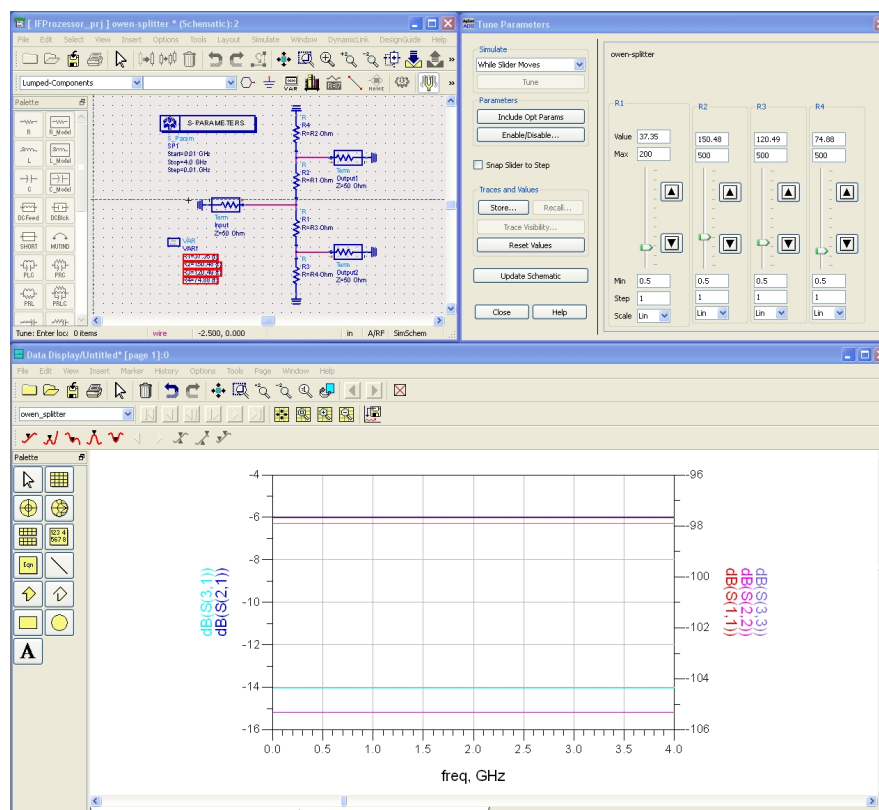 [ IFProzessor_prj ] owen-splitter * (Schematic):2
File Edit Select View Insert Options Tools Layout Simulate Window DynamicLink DesignGuide Help
VAR
NAME
Lumped-Components
Palette
R
R_Model
L
L_Model
C
C_Model
DCFeed
DCBlck
SHORT
MUTIND
PLC
PRC
PRL
PRLC
S-PARAMETERS
S_Param
SP1
Start=0.01 GHz
Stop=4.0 GHz
Step=0.01 GHz
R
R4
R=R2 Ohm
Term
Output1
Z=50 Ohm
R
R2
R=R1 Ohm
Term
Input
Z=50 Ohm
R
R1
R=R3 Ohm
Term
Output2
Z=50 Ohm
R
R3
R=R4 Ohm
VAR
VAR1
Tune: Enter loc 0 items wire -2.500, 0.000 in A/RF SimSchem
ADS Tune Parameters
Simulate
While Slider Moves
Tune
Parameters
Include Opt Params
Enable/Disable...
Snap Slider to Step
Traces and Values
Store...
Recall...
Trace Visibility...
Reset Values
Update Schematic
Close
Help
owen-splitter
R1 R2 R3 R4
Value 37.35 150.48 120.49 74.88
Max 200 500 500 500
Min 0.5 0.5 0.5 0.5
Step 1 1 1 1
Scale Lin Lin Lin Lin
Data Display/Untitled* [page 1]:0
File Edit View Insert Marker History Options Tools Page Window Help
owen_splitter
Palette
123 4
567 8
Eqn
A
dB(S(3,1))
dB(S(2,1))
-4
-6
-8
-10
-12
-14
-16
-96
-98
-100
-102
-104
-106
dB(S(3,3))
dB(S(2,2))
dB(S(1,1))
0.0 0.5 1.0 1.5 2.0 2.5 3.0 3.5 4.0
freq, GHz